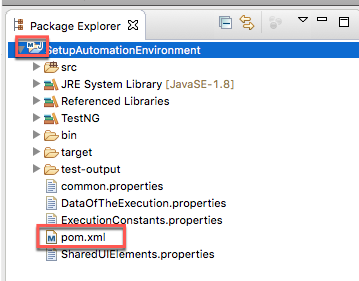 Package Explorer
SetupAutomationEnvironment
src
JRE System Library [JavaSE-1.8]
Referenced Libraries
TestNG
bin
target
test-output
common.properties
DataOfTheExecution.properties
ExecutionConstants.properties
pom.xml
SharedUIElements.properties